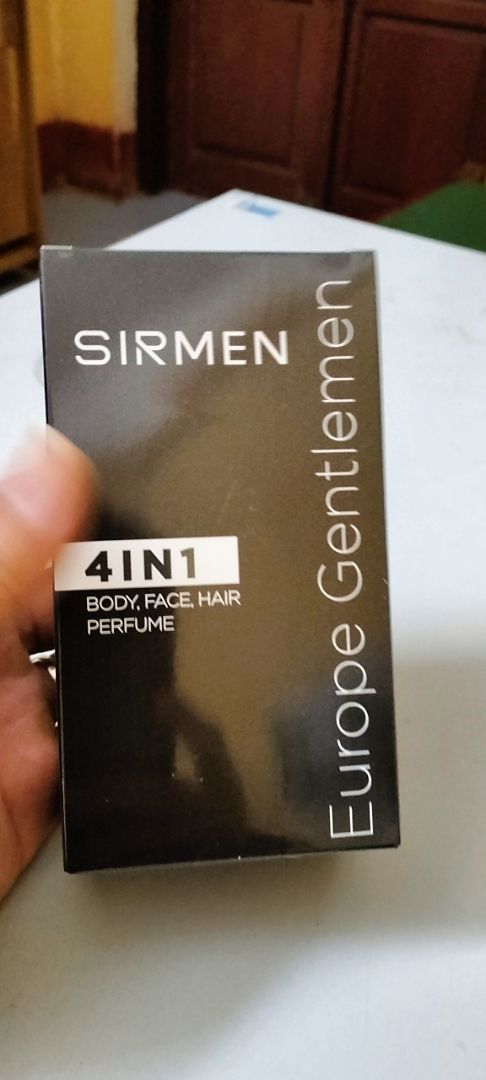 SIRMEN
4IN1
BODY, FACE, HAIR
PERFUME
Europe Gentlemen